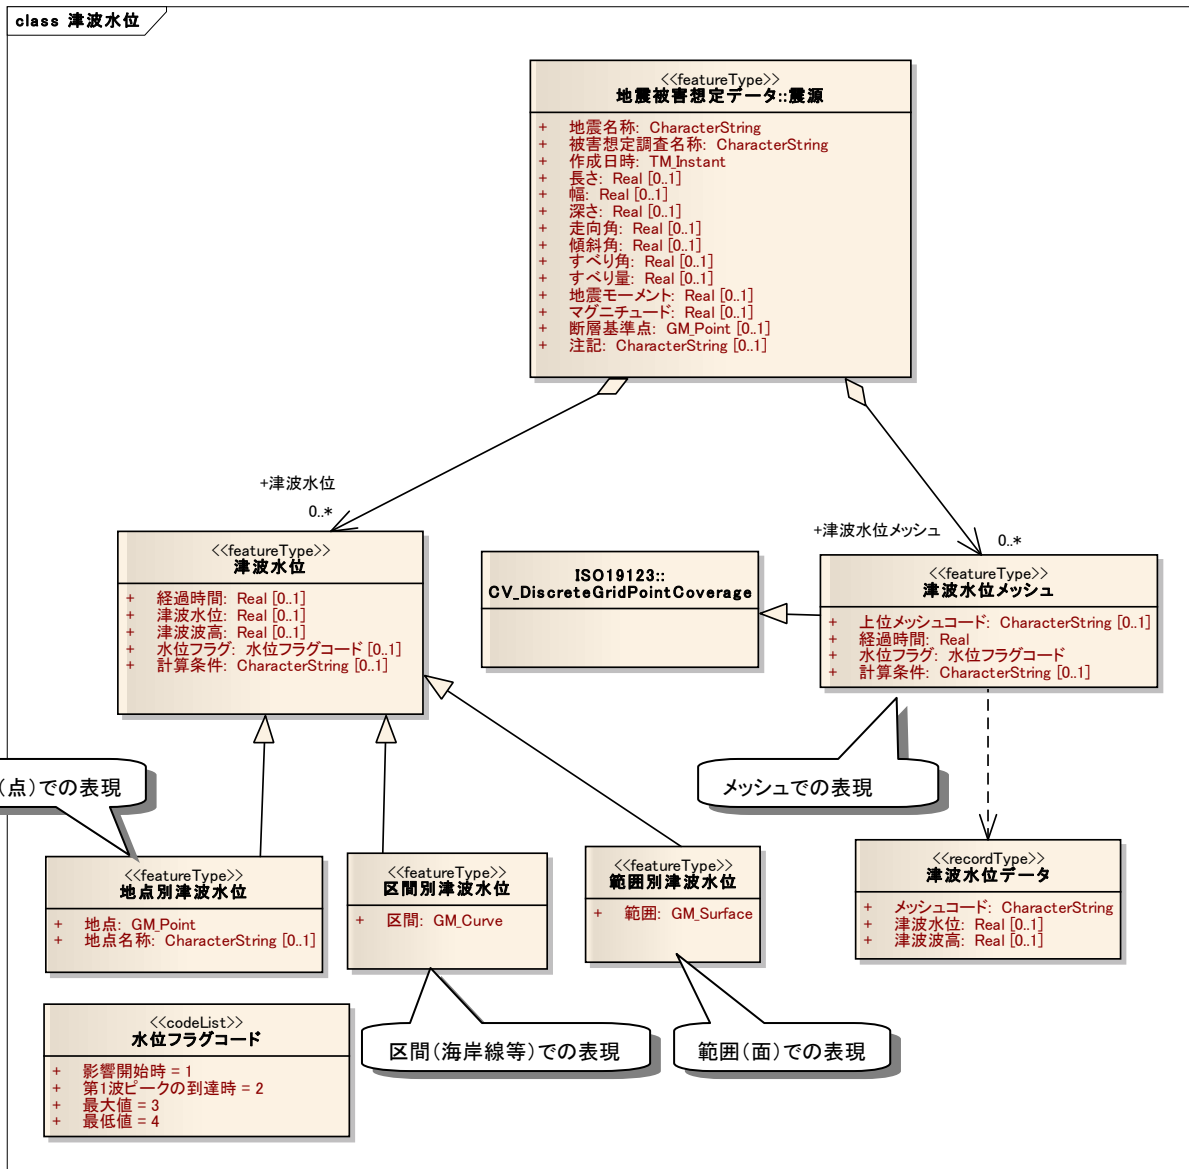 class 津波水位
<<featureType>>
地震被害想定データ::震源
+ 地震名称: CharacterString
+ 被害想定調査名称: CharacterString
+ 作成日時: TM_Instant
+ 長さ: Real [0..1]
+ 幅: Real [0..1]
+ 深さ: Real [0..1]
+ 走向角: Real [0..1]
+ 傾斜角: Real [0..1]
+ すべり角: Real [0..1]
+ すべり量: Real [0..1]
+ 地震モーメント: Real [0..1]
+ マグニチュード: Real [0..1]
+ 断層基準点: GM_Point [0..1]
+ 注記: CharacterString [0..1]
+津波水位
0..*
+津波水位メッシュ
0..*
<<featureType>>
津波水位
+ 経過時間: Real [0..1]
+ 津波水位: Real [0..1]
+ 津波波高: Real [0..1]
+ 水位フラグ: 水位フラグコード [0..1]
+ 計算条件: CharacterString [0..1]
ISO19123::
CV_DiscreteGridPointCoverage
<<featureType>>
津波水位メッシュ
+ 上位メッシュコード: CharacterString [0..1]
+ 経過時間: Real
+ 水位フラグ: 水位フラグコード
+ 計算条件: CharacterString [0..1]
(点)での表現
メッシュでの表現
<<featureType>>
地点別津波水位
+ 地点: GM_Point
+ 地点名称: CharacterString [0..1]
<<featureType>>
区間別津波水位
+ 区間: GM_Curve
<<featureType>>
範囲別津波水位
+ 範囲: GM_Surface
<<recordType>>
津波水位データ
+ メッシュコード: CharacterString
+ 津波水位: Real [0..1]
+ 津波波高: Real [0..1]
<<codeList>>
水位フラグコード
+ 影響開始時 = 1
+ 第1波ピークの到達時 = 2
+ 最大値 = 3
+ 最低値 = 4
区間(海岸線等)での表現
範囲(面)での表現